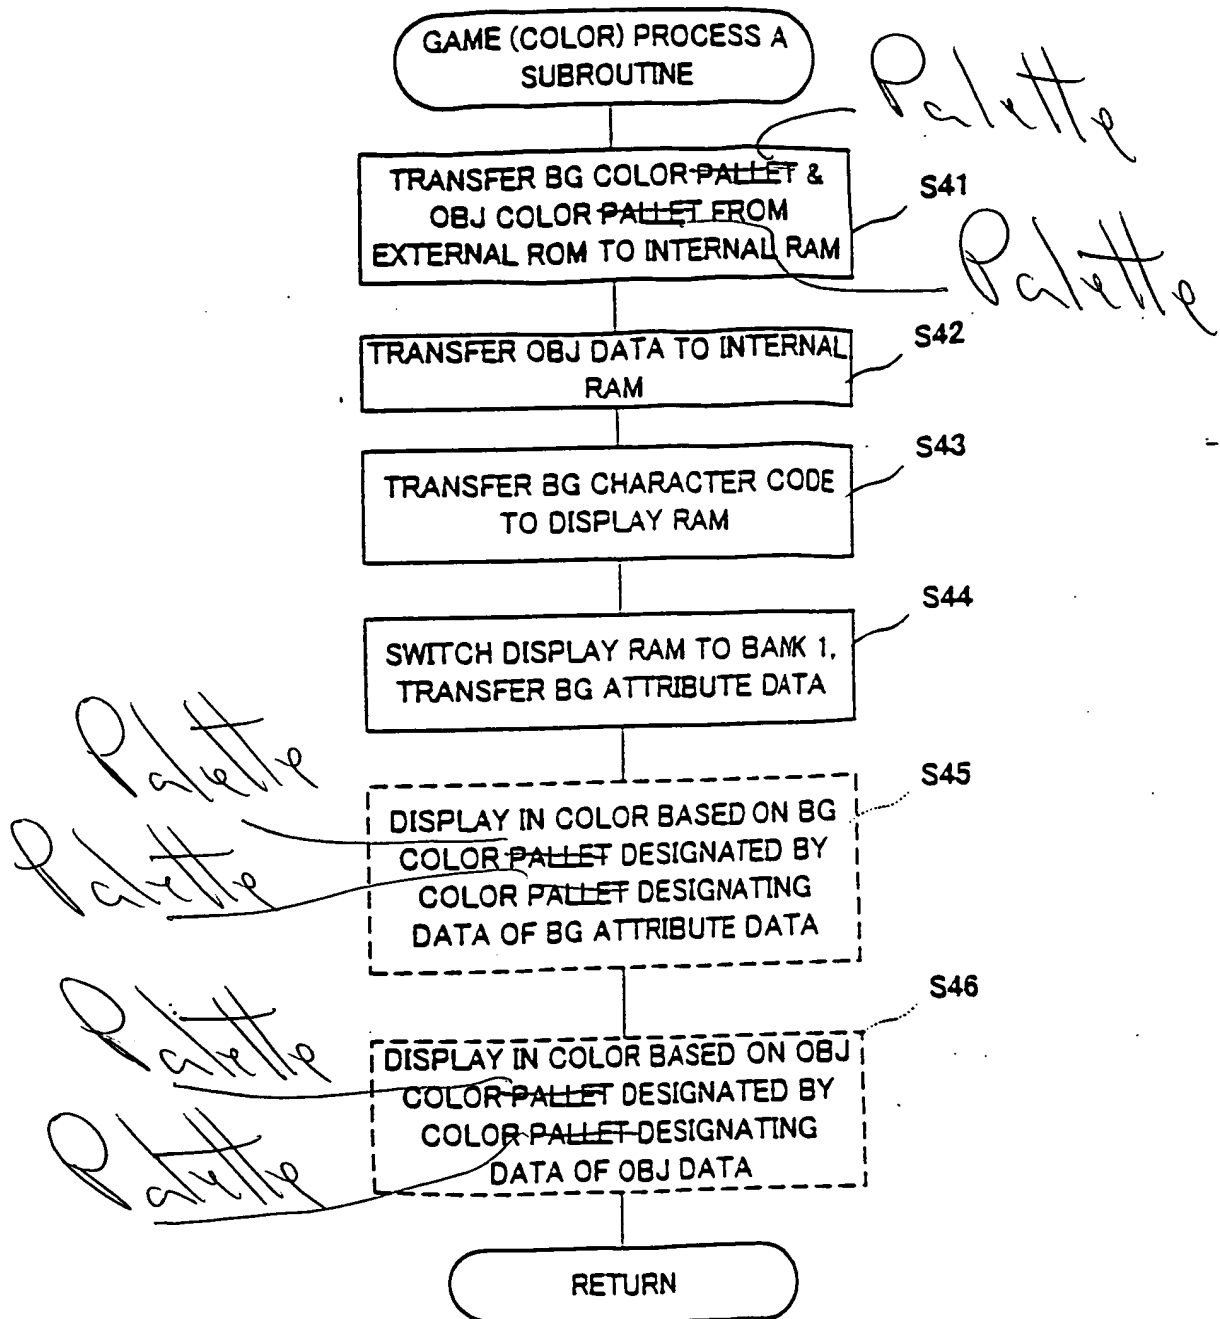 GAME (COLOR) PROCESS A
SUBROUTINE
Palette
TRANSFER BG COLOR PALLET &
OBJ COLOR PALLET FROM
EXTERNAL ROM TO INTERNAL RAM
S41
Palette
TRANSFER OBJ DATA TO INTERNAL
RAM
S42
TRANSFER BG CHARACTER CODE
TO DISPLAY RAM
S43
SWITCH DISPLAY RAM TO BANK 1,
TRANSFER BG ATTRIBUTE DATA
S44
Palette
Palette
DISPLAY IN COLOR BASED ON BG
COLOR PALLET DESIGNATED BY
COLOR PALLET DESIGNATING
DATA OF BG ATTRIBUTE DATA
S45
Palette
Palette
DISPLAY IN COLOR BASED ON OBJ
COLOR PALLET DESIGNATED BY
COLOR PALLET DESIGNATING
DATA OF OBJ DATA
S46
RETURN